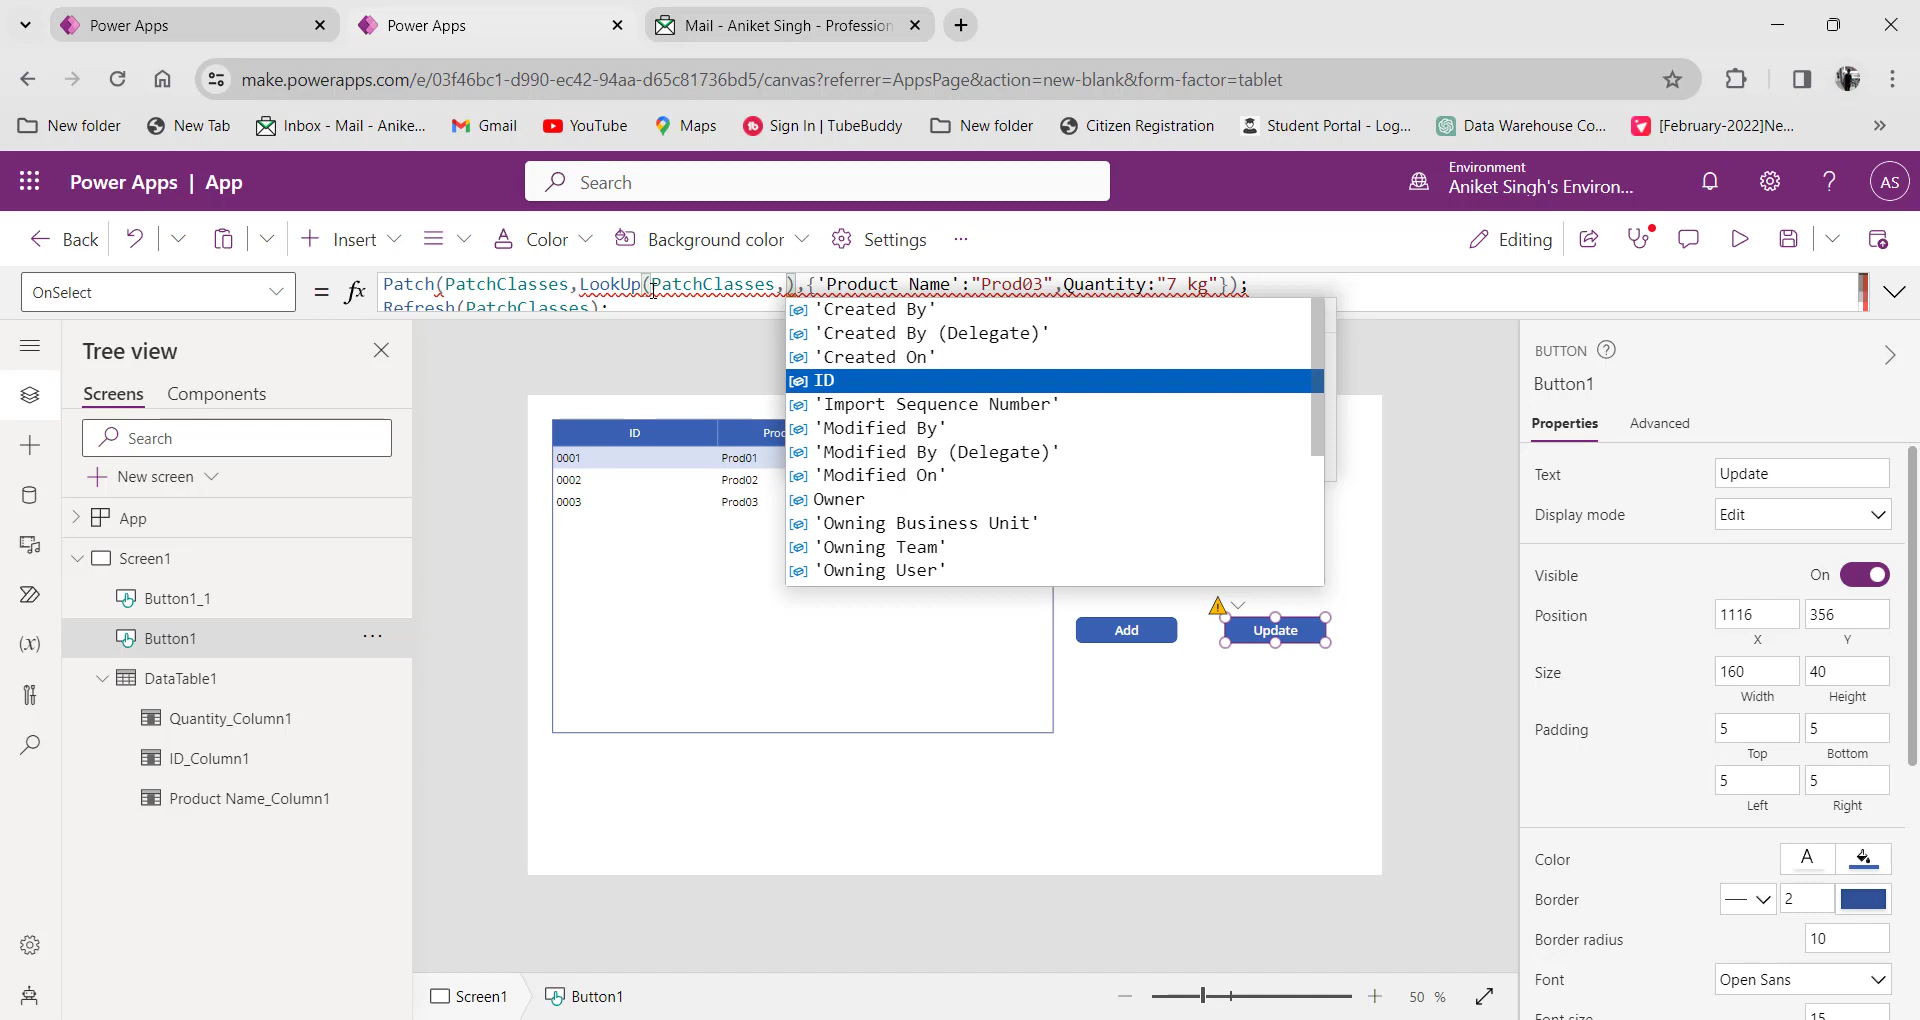 Power Apps
Power Apps
Mail - Aniket Singh - Profession
make.powerapps.com/e/03f46bc1-d990-ec42-94aa-d65c81736bd5/canvas?referrer=AppsPage&action=new-blank&form-factor=tablet
New folder
New Tab
Inbox - Mail - Anike...
Gmail
YouTube
Maps
Sign In | TubeBuddy
New folder
Citizen Registration
Student Portal - Log...
Data Warehouse Co...
[February-2022]Ne...
Power Apps | App
Search
Environment
Aniket Singh's Environ...
AS
Back
Insert
Color
Background color
Settings
Editing
OnSelect
= fx
Patch(PatchClasses,LookUp(PatchClasses,),{'Product Name':"Prod03",Quantity:"7 kg"});
Refresh(PatchClasses);
'Created By'
'Created By (Delegate)'
'Created On'
ID
'Import Sequence Number'
'Modified By'
'Modified By (Delegate)'
'Modified On'
Owner
'Owning Business Unit'
'Owning Team'
'Owning User'
Tree view
Screens
Components
Search
New screen
App
Screen1
Button1_1
Button1
DataTable1
Quantity_Column1
ID_Column1
Product Name_Column1
ID
0001 Prod01
0002 Prod02
0003 Prod03
Add
Update
BUTTON
Button1
Properties
Advanced
Text
Update
Display mode
Edit
Visible
On
Position
1116
356
X
Y
Size
160
40
Width
Height
Padding
5
5
Top
Bottom
5
5
Left
Right
Color
A
Border
2
Border radius
10
Font
Open Sans
Font size
15
Screen1
Button1
50 %